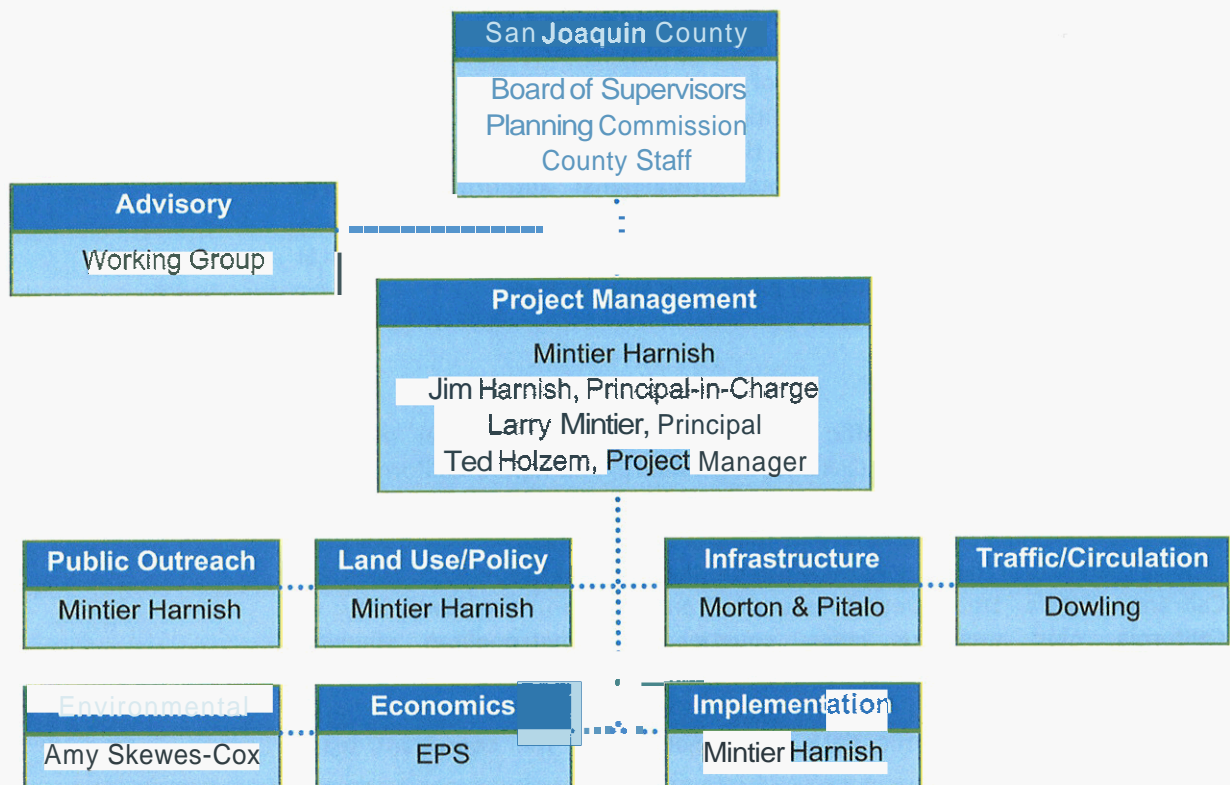 San Joaquin County
Board of Supervisors
Planning Commission
County Staff
Advisory
Working Group
Project Management
Mintier Harnish
Jim Harnish, Principal-in-Charge
Larry Mintier, Principal
Ted Holzem, Project Manager
Public Outreach
Mintier Harnish
Land Use/Policy
Mintier Harnish
Infrastructure
Morton & Pitalo
Traffic/Circulation
Dowling
Environmental
Amy Skewes-Cox
Economics
EPS
Implementation
Mintier Harnish